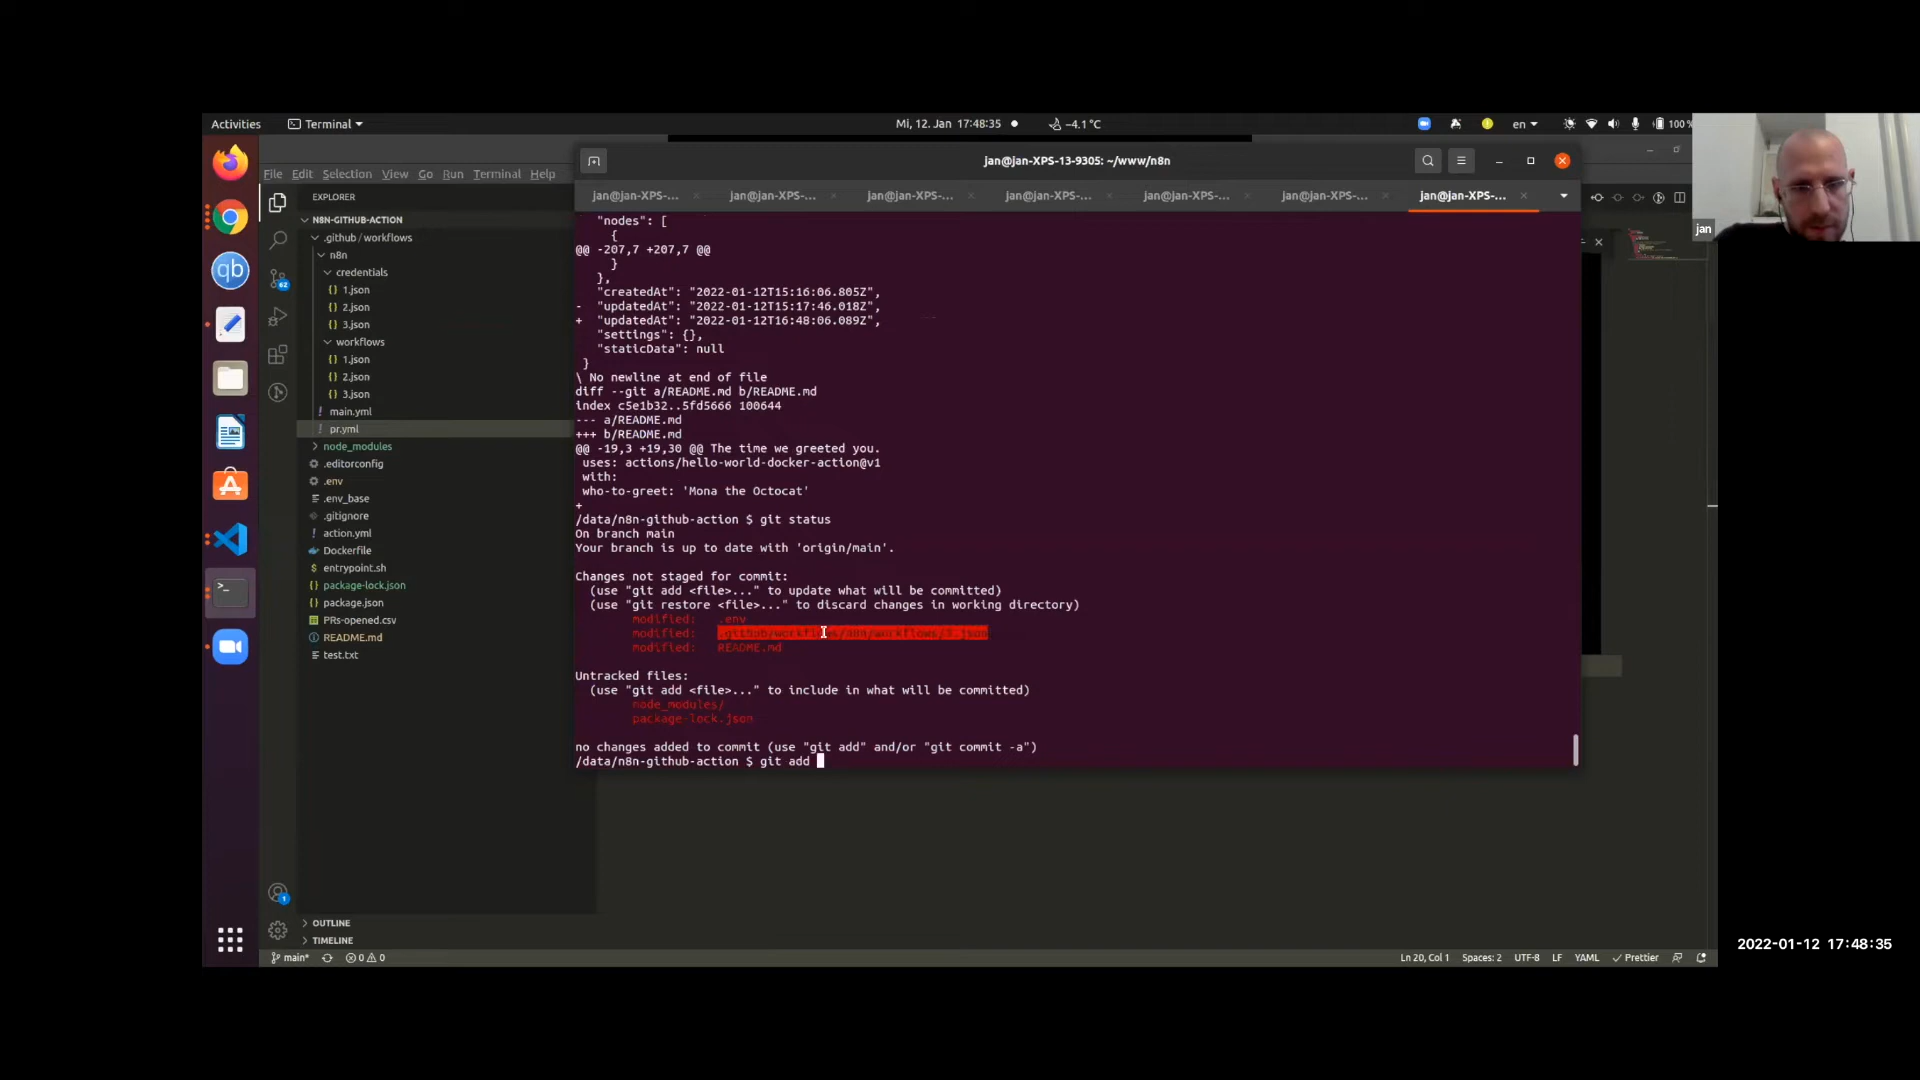 Activities
Terminal
Mi, 12. Jan 17:48:35
-4.1 °C
en
100 %
File Edit Selection View Go Run Terminal Help
jan@jan-XPS-13-9305: ~/www/n8n
jan@jan-XPS-...
jan@jan-XPS-...
jan@jan-XPS-...
jan@jan-XPS-...
jan@jan-XPS-...
jan@jan-XPS-...
jan@jan-XPS-...
jan
EXPLORER
N8N-GITHUB-ACTION
.github / workflows
n8n
credentials
{} 1.json
{} 2.json
{} 3.json
workflows
{} 1.json
{} 2.json
{} 3.json
! main.yml
! pr.yml
node_modules
.editorconfig
.env
.env_base
.gitignore
! action.yml
Dockerfile
$ entrypoint.sh
{} package-lock.json
{} package.json
PRs-opened.csv
README.md
test.txt
OUTLINE
TIMELINE
62
1
qb
"nodes": [
{
@@ -207,7 +207,7 @@
}
},
"createdAt": "2022-01-12T15:16:06.805Z",
- "updatedAt": "2022-01-12T15:17:46.018Z",
+ "updatedAt": "2022-01-12T16:48:06.089Z",
"settings": {},
"staticData": null
}
\ No newline at end of file
diff --git a/README.md b/README.md
index c5e1b32..5fd5666 100644
--- a/README.md
+++ b/README.md
@@ -19,3 +19,30 @@ The time we greeted you.
uses: actions/hello-world-docker-action@v1
with:
who-to-greet: 'Mona the Octocat'
+
/data/n8n-github-action $ git status
On branch main
Your branch is up to date with 'origin/main'.
Changes not staged for commit:
(use "git add <file>..." to update what will be committed)
(use "git restore <file>..." to discard changes in working directory)
modified: .env
modified: .github/workflows/n8n/workflows/3.json
modified: README.md
Untracked files:
(use "git add <file>..." to include in what will be committed)
node_modules/
package-lock.json
no changes added to commit (use "git add" and/or "git commit -a")
/data/n8n-github-action $ git add
main*
0 0
Ln 20, Col 1 Spaces: 2 UTF-8 LF YAML Prettier
2022-01-12 17:48:35